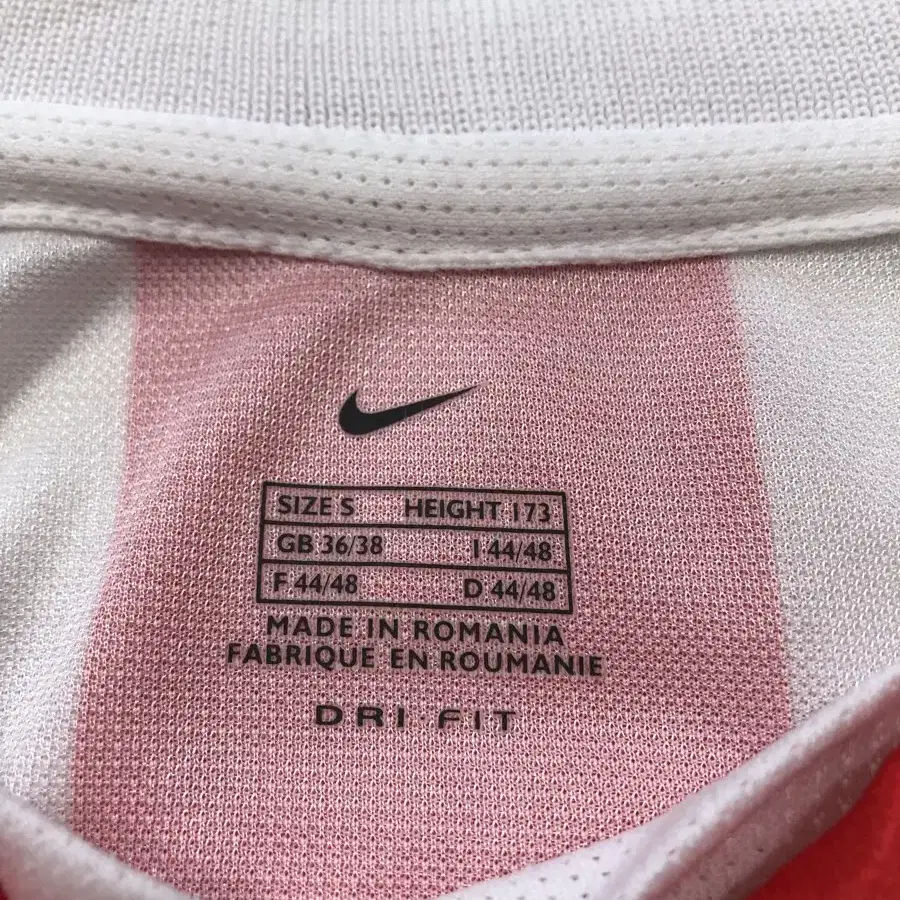 SIZE S HEIGHT 173
GB 36/38 I 44/48
F 44/48 D 44/48
MADE IN ROMANIA
FABRIQUE EN ROUMANIE
DRI·FIT